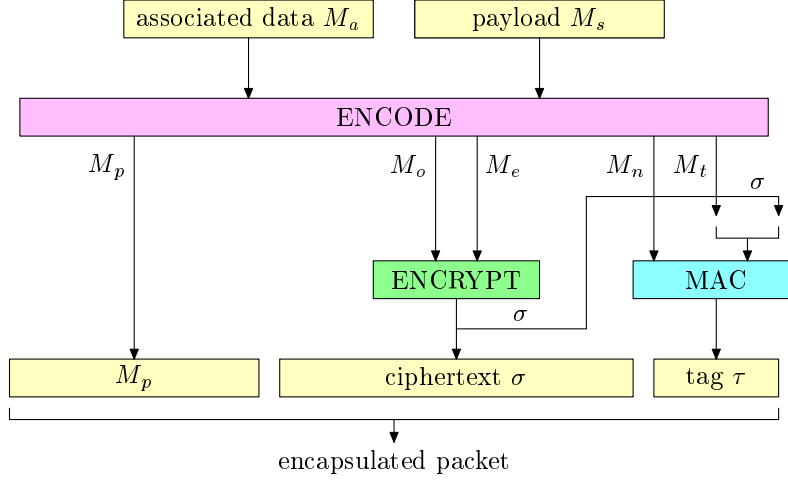 associated data Mₐ payload Mₛ
ENCODE
Mₚ Mₒ Mₑ Mₙ Mₜ σ
ENCRYPT MAC
σ
Mₚ ciphertext σ tag τ
encapsulated packet